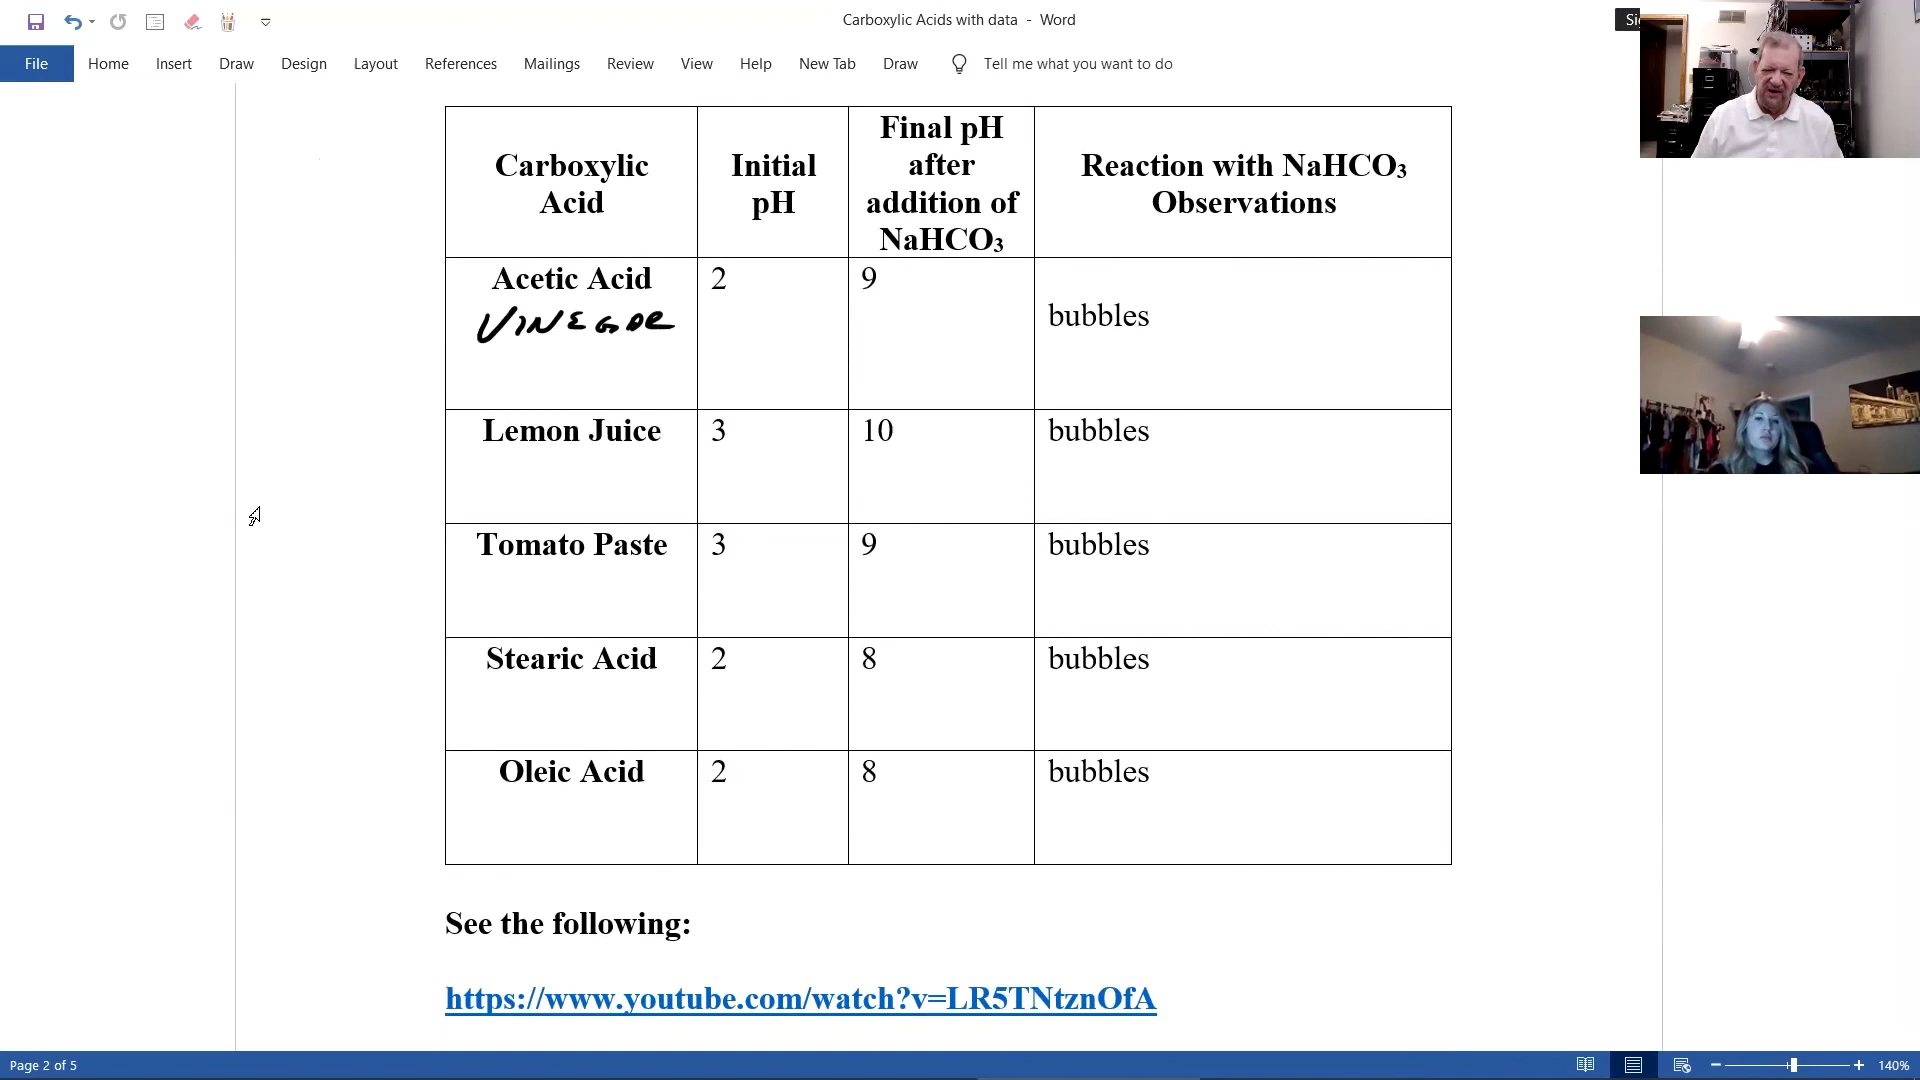 Carboxylic Acids with data - Word
File Home Insert Draw Design Layout References Mailings Review View Help New Tab Draw Tell me what you want to do
Carboxylic
Acid
Initial
pH
Final pH
after
addition of
NaHCO₃
Reaction with NaHCO₃
Observations
Acetic Acid
VINEGAR
2
9
bubbles
Lemon Juice
3
10
bubbles
Tomato Paste
3
9
bubbles
Stearic Acid
2
8
bubbles
Oleic Acid
2
8
bubbles
See the following:
https://www.youtube.com/watch?v=LR5TNtznOfA
Page 2 of 5
140%